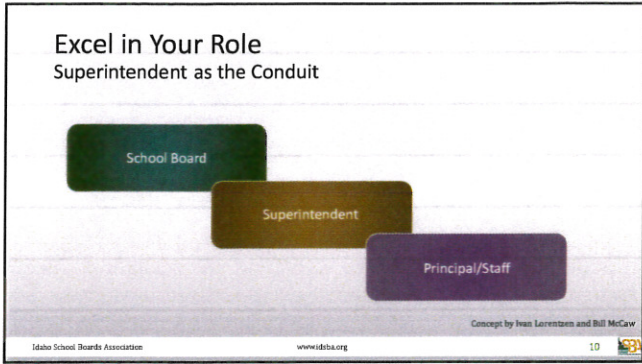 Excel in Your Role
Superintendent as the Conduit
School Board
Superintendent
Principal/Staff
Concept by Ivan Lorentzen and Bill McCaw
Idaho School Boards Association www.idsba.org 10